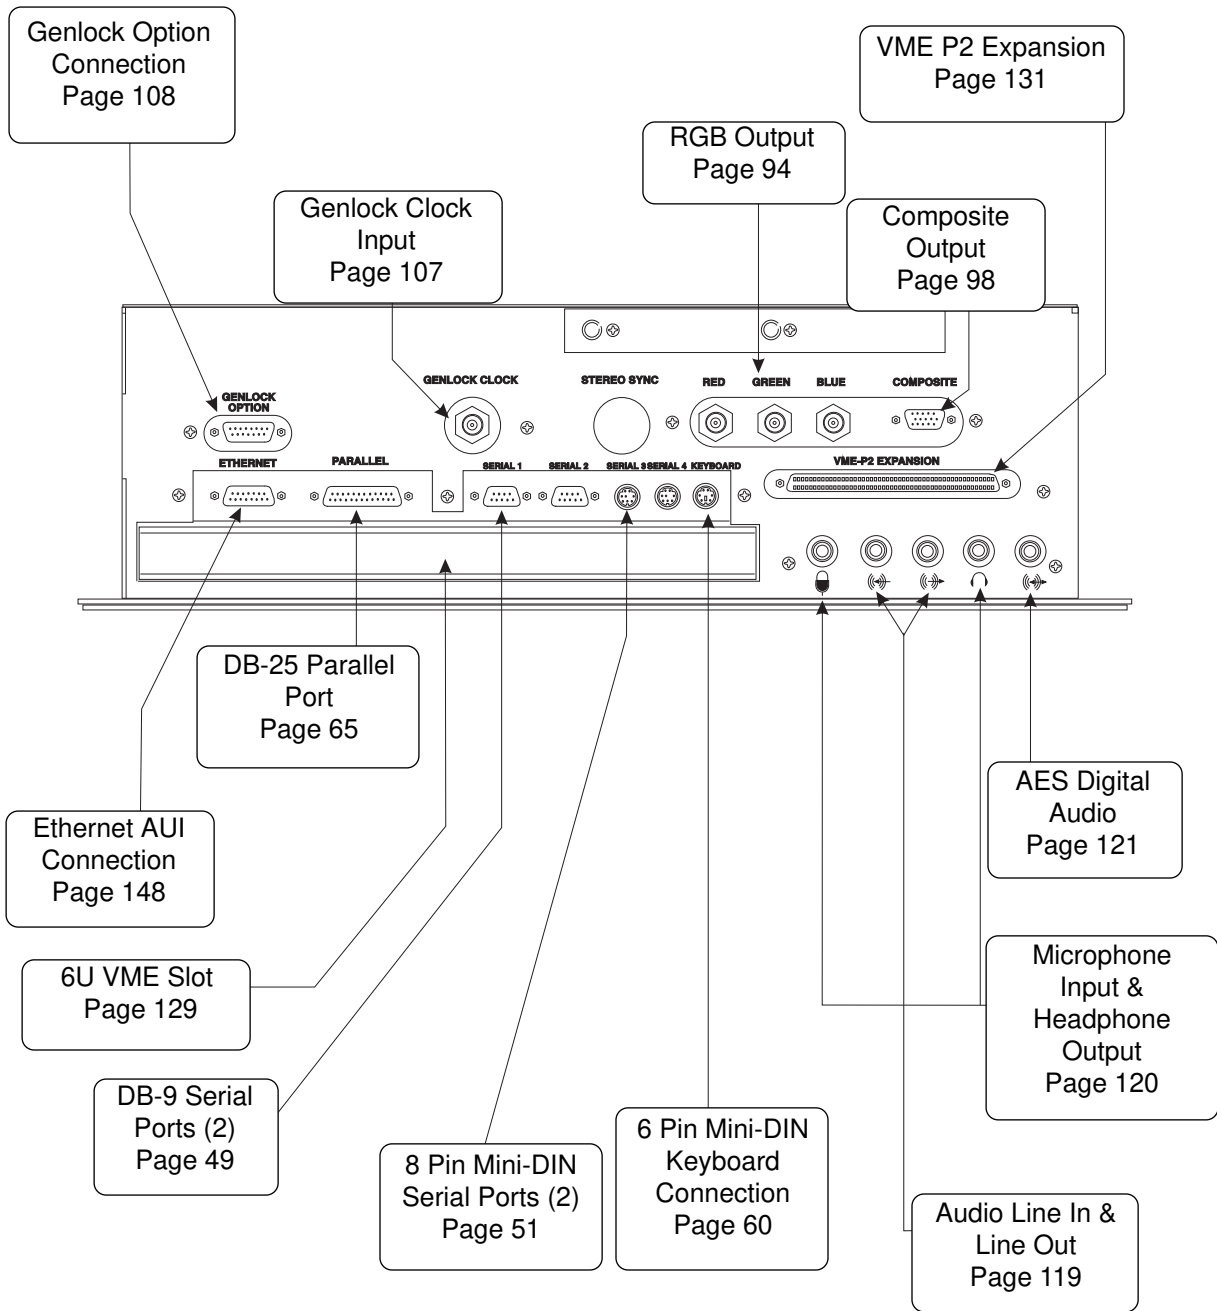 Genlock Option
Connection
Page 108
VME P2 Expansion
Page 131
RGB Output
Page 94
Genlock Clock
Input
Page 107
Composite
Output
Page 98
GENLOCK CLOCK
STEREO SYNC
RED
GREEN
BLUE
COMPOSITE
GENLOCK
OPTION
ETHERNET
PARALLEL
SERIAL 1
SERIAL 2
SERIAL 3
SERIAL 4
KEYBOARD
VME-P2 EXPANSION
DB-25 Parallel
Port
Page 65
AES Digital
Audio
Page 121
Ethernet AUI
Connection
Page 148
6U VME Slot
Page 129
Microphone
Input &
Headphone
Output
Page 120
DB-9 Serial
Ports (2)
Page 49
8 Pin Mini-DIN
Serial Ports (2)
Page 51
6 Pin Mini-DIN
Keyboard
Connection
Page 60
Audio Line In &
Line Out
Page 119